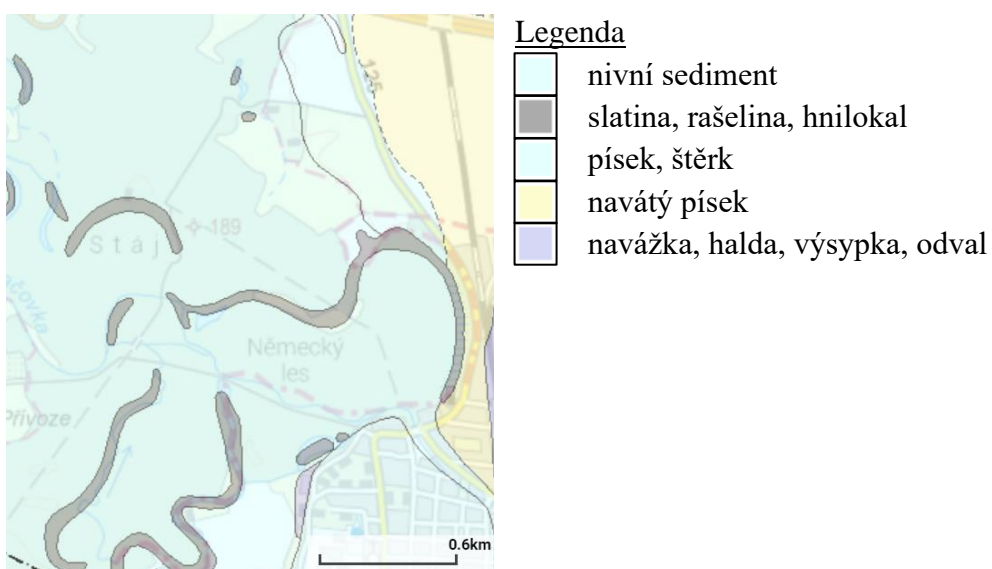 Legenda
nivní sediment
slatina, rašelina, hnilokal
písek, štěrk
navátý písek
navážka, halda, výsypka, odval
125
189
Stáj
Německý
les
Přívoze
0.6km